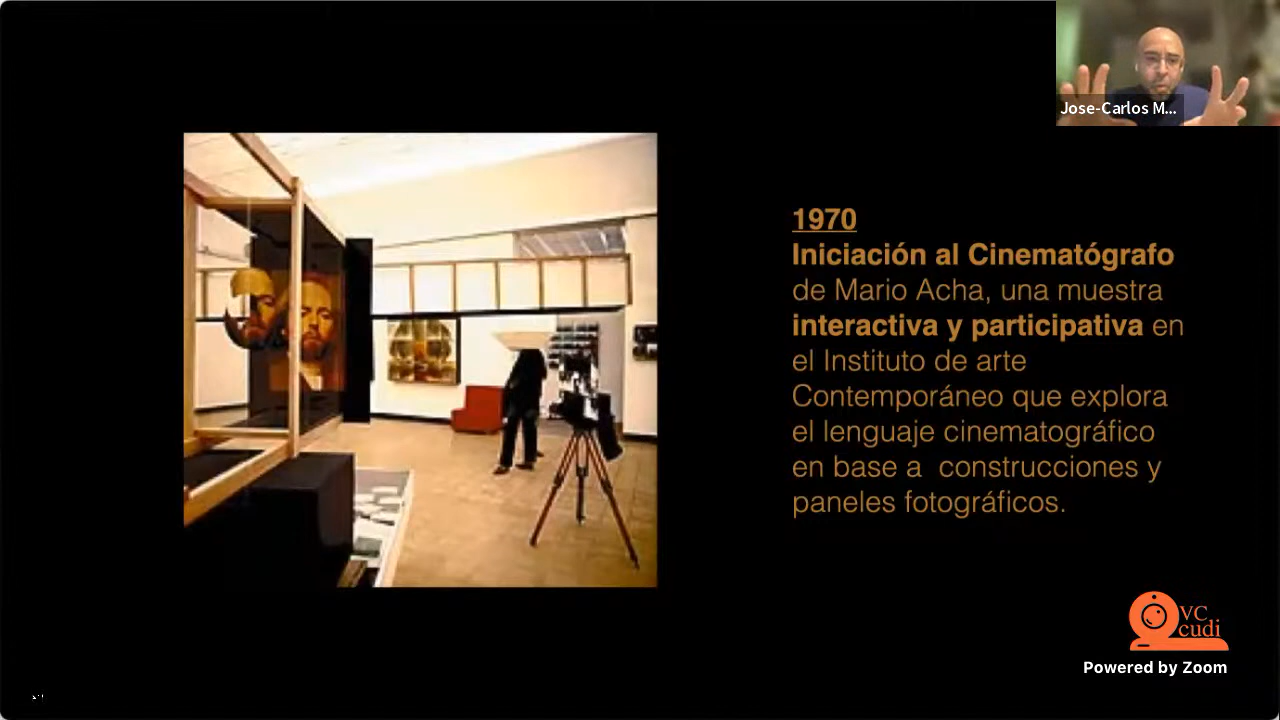 Jose-Carlos M...
1970
Iniciación al Cinematógrafo
de Mario Acha, una muestra
interactiva y participativa en
el Instituto de arte
Contemporáneo que explora
el lenguaje cinematográfico
en base a  construcciones y
paneles fotográficos.
VC
cudi
Powered by Zoom